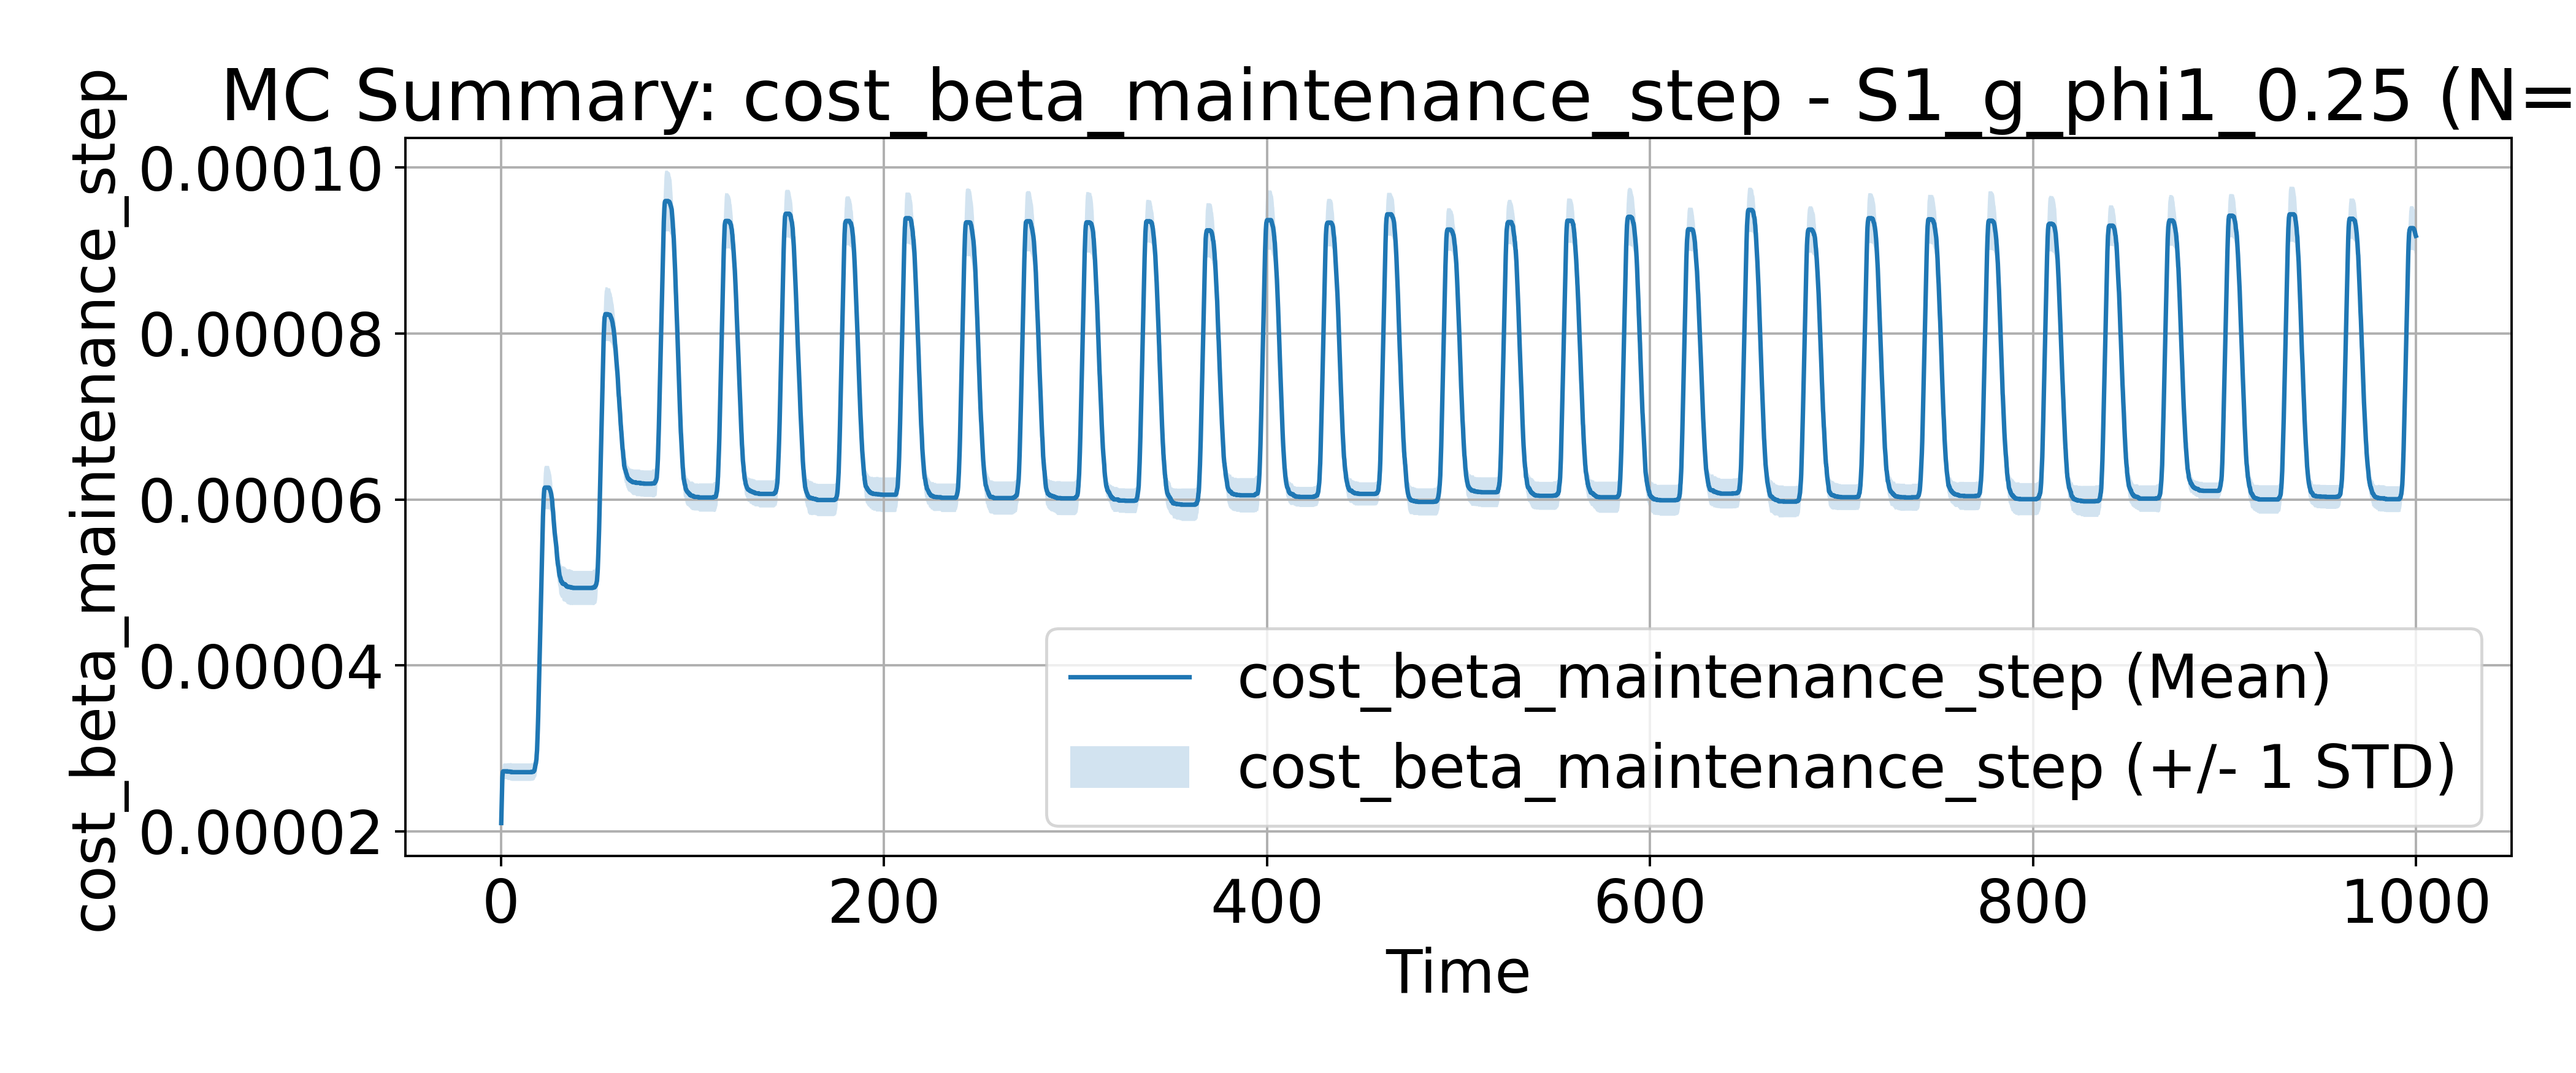 MC Summary: cost_beta_maintenance_step - S1_g_phi1_0.25 (N=
cost_beta_maintenance_step
0.00010
0.00008
0.00006
0.00004
0.00002
cost_beta_maintenance_step (Mean)
cost_beta_maintenance_step (+/- 1 STD)
0 200 400 600 800 1000
Time